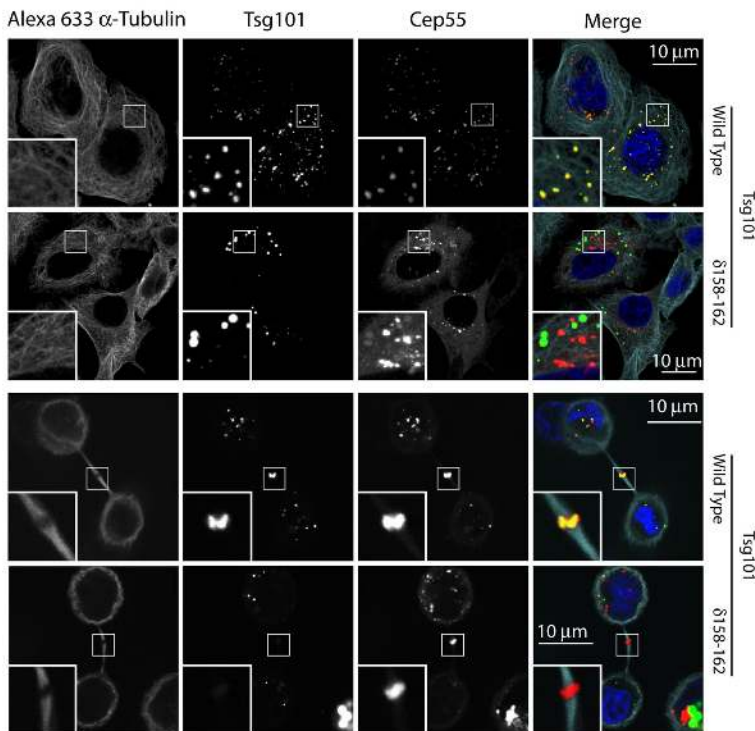 Alexa 633 α-Tubulin Tsg101 Cep55 Merge
10 μm
Wild Type
Tsg101
δ158-162
10 μm
10 μm
Wild Type
Tsg101
10 μm
δ158-162